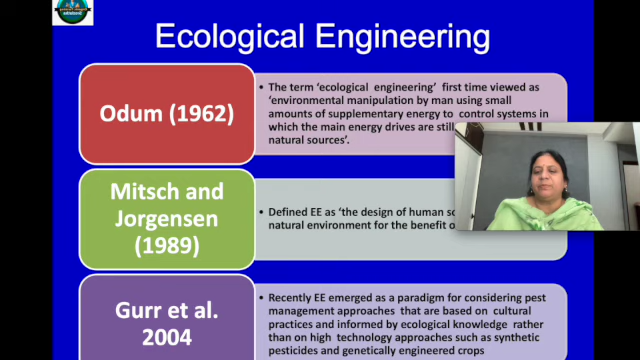 Ecological Engineering
Odum (1962)
• The term ‘ecological engineering’ first time viewed as
‘environmental manipulation by man using small
amounts of supplementary energy to control systems in
which the main energy drives are still
natural sources’.
Mitsch and
Jorgensen
(1989)
• Defined EE as ‘the design of human
natural environment for the benefit
Gurr et al.
2004
• Recently EE emerged as a paradigm for considering pest
management approaches that are based on cultural
practices and informed by ecological knowledge rather
than on high technology approaches such as synthetic
pesticides and genetically engineered crops